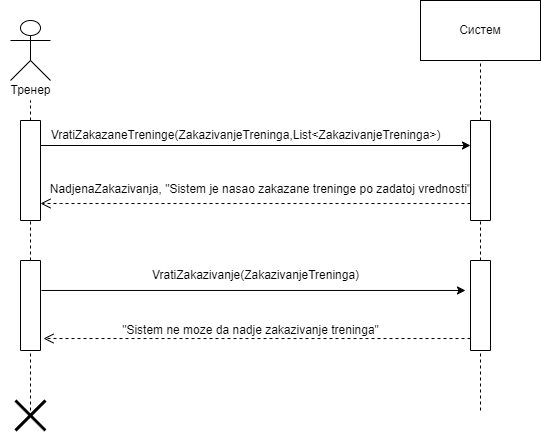 Систем
Тренер
VratiZakazaneTreninge(ZakazivanjeTreninga,List<ZakazivanjeTreninga>)
NadjenaZakazivanja, "Sistem je nasao zakazane treninge po zadatoj vrednosti"
VratiZakazivanje(ZakazivanjeTreninga)
"Sistem ne moze da nadje zakazivanje treninga"